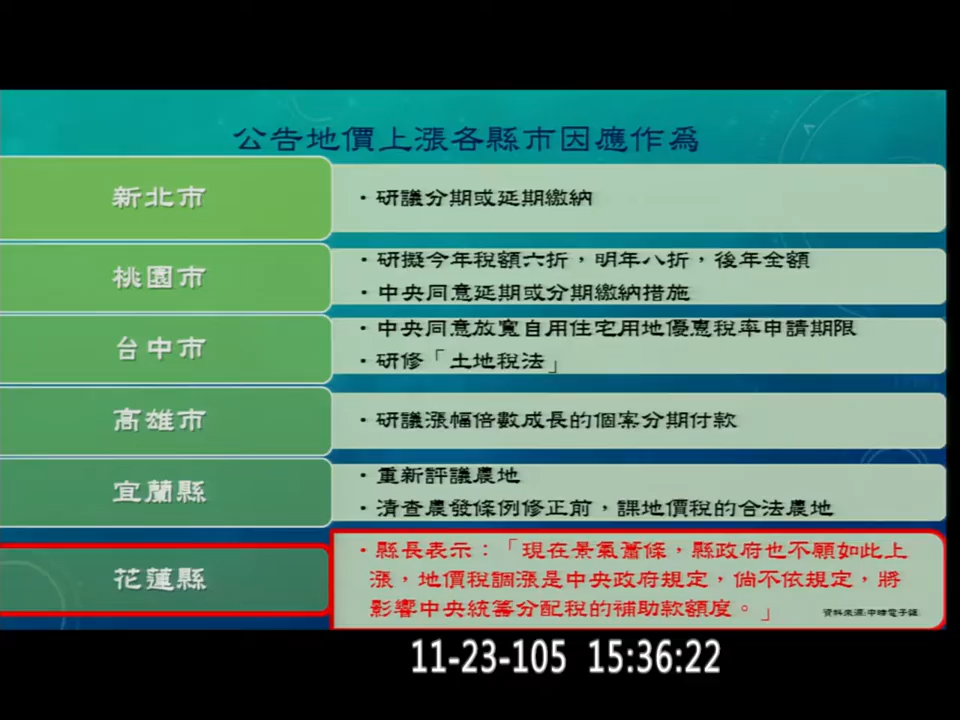 公告地價上漲各縣市因應作為
新北市
・研議分期或延期繳納
桃園市
・研擬今年稅額六折，明年八折，後年全額
・中央同意延期或分期繳納措施
台中市
・中央同意放寬自用住宅用地優惠稅率申請期限
・研修「土地稅法」
高雄市
・研議漲幅倍數成長的個案分期付款
宜蘭縣
・重新評議農地
・清查農發條例修正前，課地價稅的合法農地
花蓮縣
・縣長表示：「現在景氣蕭條，縣政府也不願如此上
漲，地價稅調漲是中央政府規定，倘不依規定，將
影響中央統籌分配稅的補助款額度。」
資料來源:中時電子報
11-23-105 15:36:22